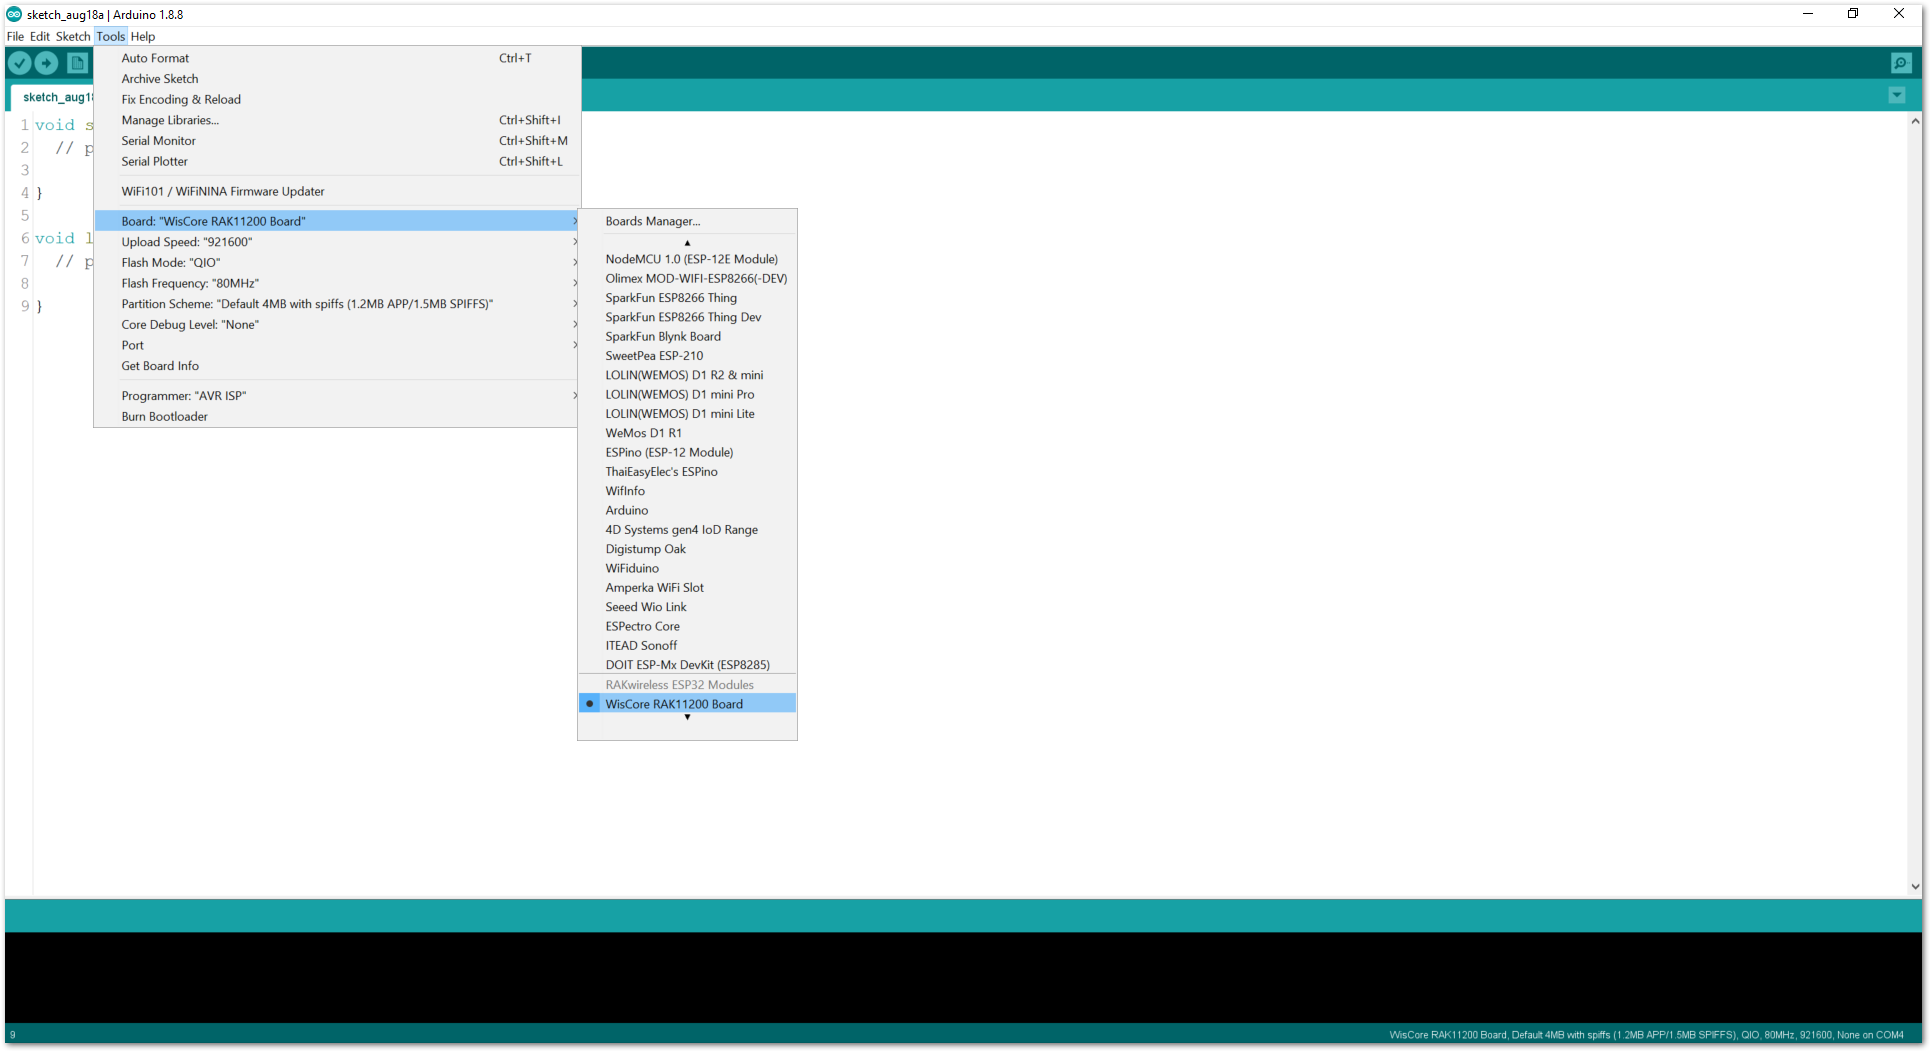 sketch_aug18a | Arduino 1.8.8
File Edit Sketch Tools Help
Auto Format Ctrl+T
Archive Sketch
Fix Encoding & Reload
Manage Libraries... Ctrl+Shift+I
Serial Monitor Ctrl+Shift+M
Serial Plotter Ctrl+Shift+L
WiFi101 / WiFiNINA Firmware Updater
Board: "WisCore RAK11200 Board"
Upload Speed: "921600"
Flash Mode: "QIO"
Flash Frequency: "80MHz"
Partition Scheme: "Default 4MB with spiffs (1.2MB APP/1.5MB SPIFFS)"
Core Debug Level: "None"
Port
Get Board Info
Programmer: "AVR ISP"
Burn Bootloader
sketch_aug1
1 void s
2 // p
3
4 }
5
6 void l
7 // p
8
9 }
Boards Manager...
NodeMCU 1.0 (ESP-12E Module)
Olimex MOD-WIFI-ESP8266(-DEV)
SparkFun ESP8266 Thing
SparkFun ESP8266 Thing Dev
SparkFun Blynk Board
SweetPea ESP-210
LOLIN(WEMOS) D1 R2 & mini
LOLIN(WEMOS) D1 mini Pro
LOLIN(WEMOS) D1 mini Lite
WeMos D1 R1
ESPino (ESP-12 Module)
ThaiEasyElec's ESPino
WifInfo
Arduino
4D Systems gen4 IoD Range
Digistump Oak
WiFiduino
Amperka WiFi Slot
Seeed Wio Link
ESPectro Core
ITEAD Sonoff
DOIT ESP-Mx DevKit (ESP8285)
RAKwireless ESP32 Modules
WisCore RAK11200 Board
9
WisCore RAK11200 Board, Default 4MB with spiffs (1.2MB APP/1.5MB SPIFFS), QIO, 80MHz, 921600, None on COM4